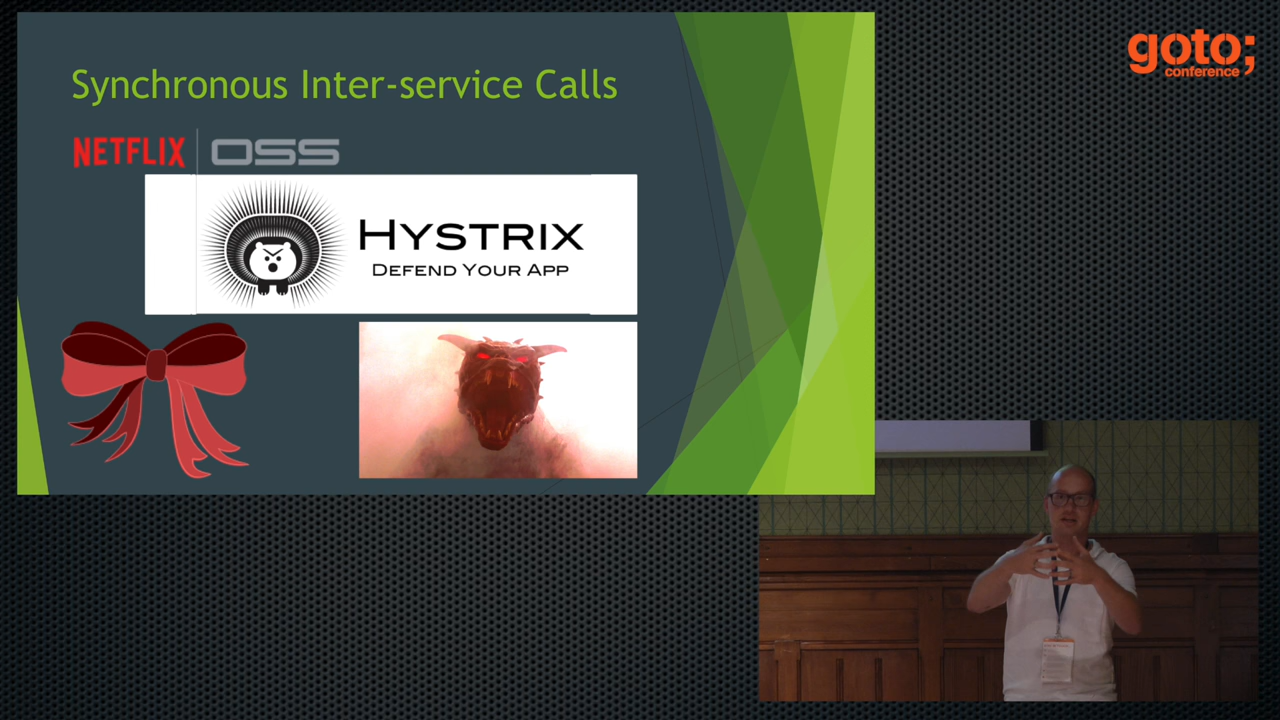 Synchronous Inter-service Calls
NETFLIX OSS
HYSTRIX
DEFEND YOUR APP
goto;
conference